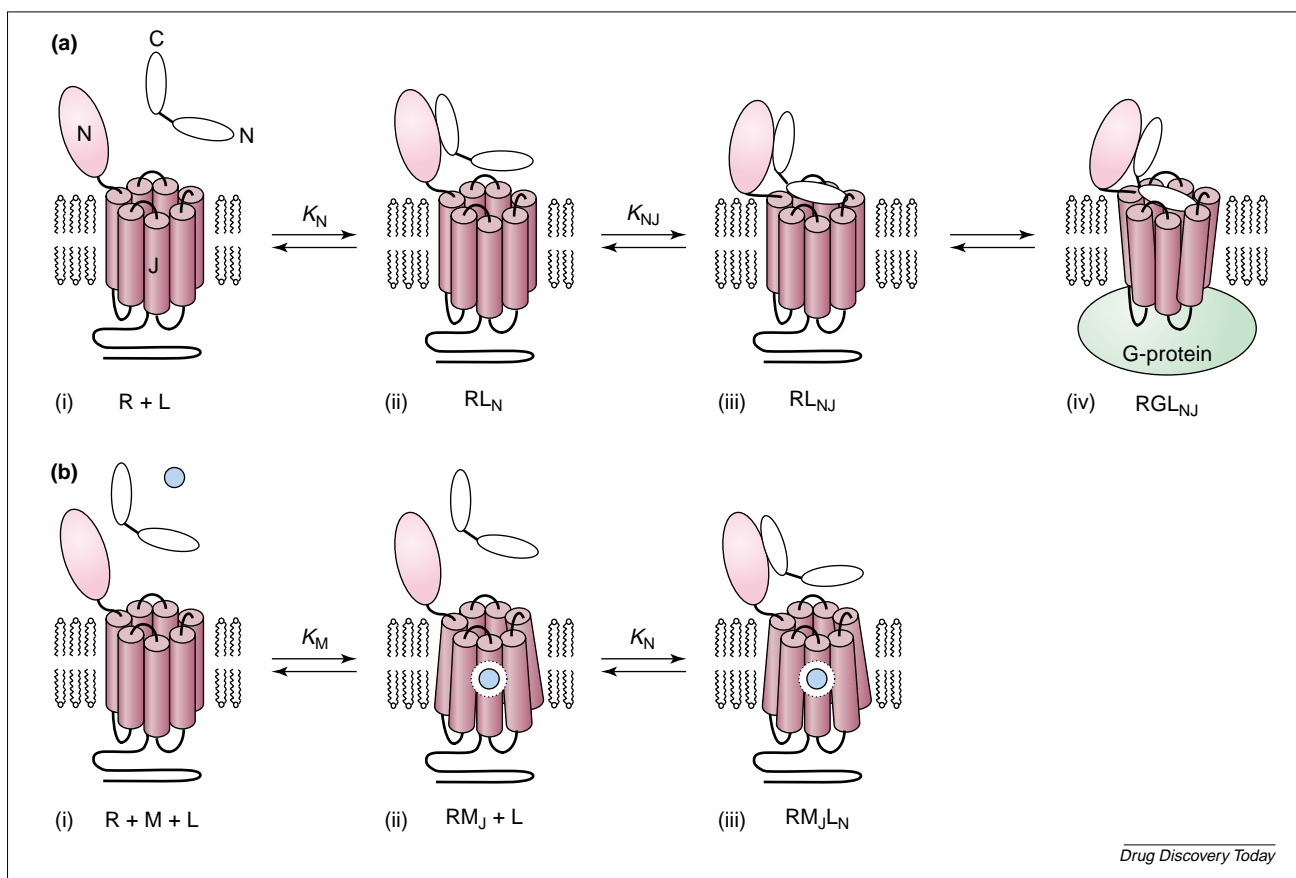 (a)
C
N
N
J
K_N
K_NJ
G-protein
(i) R + L
(ii) RL_N
(iii) RL_NJ
(iv) RGL_NJ
(b)
K_M
K_N
(i) R + M + L
(ii) RM_J + L
(iii) RM_JL_N
Drug Discovery Today